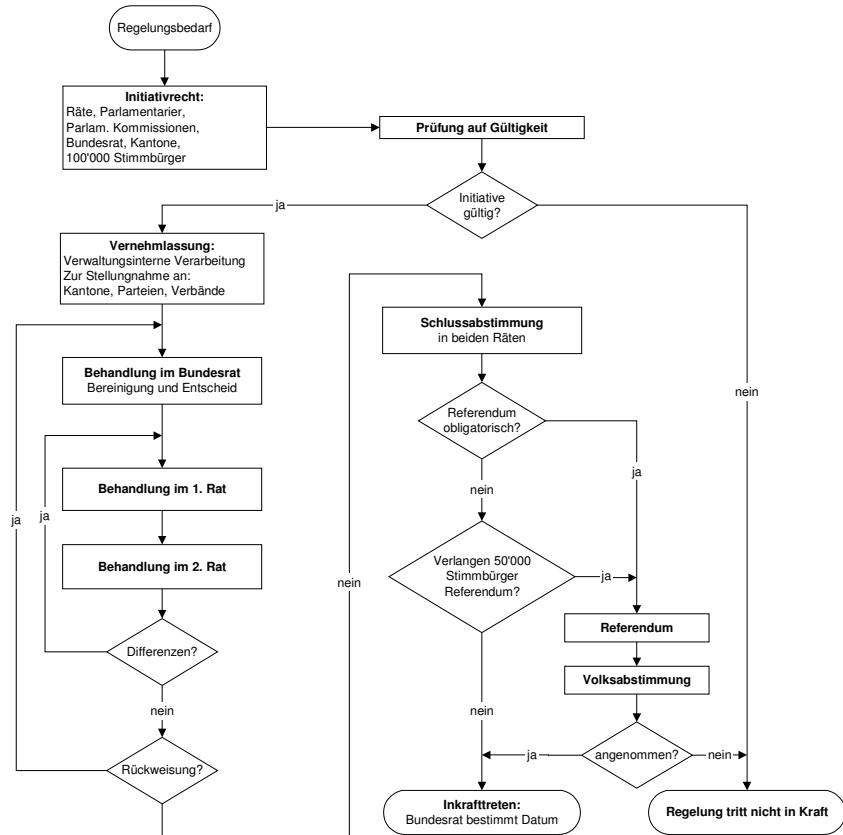 Regelungsbedarf
Initiativrecht:
Räte, Parlamentarier,
Parlam. Kommissionen,
Bundesrat, Kantone,
100'000 Stimmbürger
Prüfung auf Gültigkeit
Initiative
gültig?
ja
nein
Vernehmlassung:
Verwaltungsinterne Verarbeitung
Zur Stellungnahme an:
Kantone, Parteien, Verbände
Behandlung im Bundesrat
Bereinigung und Entscheid
Behandlung im 1. Rat
Behandlung im 2. Rat
Differenzen?
ja
nein
Rückweisung?
ja
nein
Schlussabstimmung
in beiden Räten
Referendum
obligatorisch?
ja
nein
Verlangen 50'000
Stimmbürger
Referendum?
ja
nein
Referendum
Volksabstimmung
angenommen?
ja
nein
Inkrafttreten:
Bundesrat bestimmt Datum
Regelung tritt nicht in Kraft